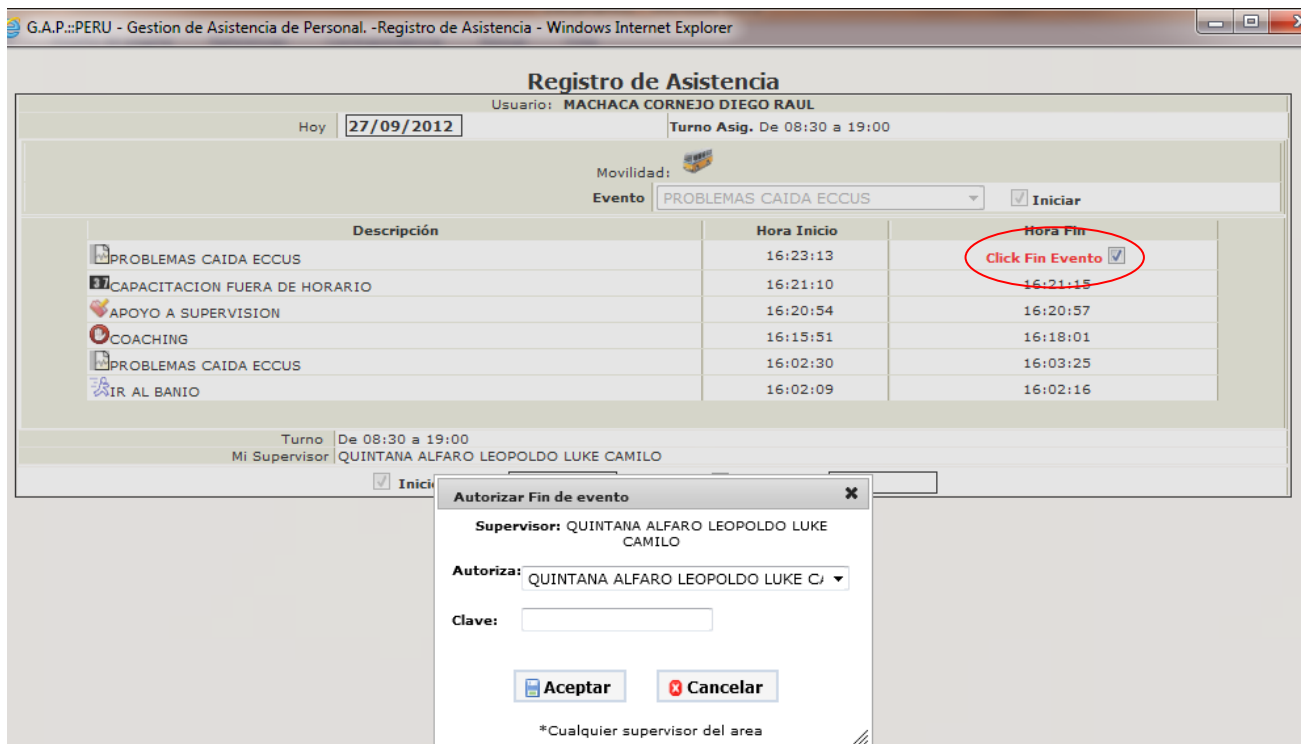 G.A.P.::PERU - Gestion de Asistencia de Personal. -Registro de Asistencia - Windows Internet Explorer
Registro de Asistencia
Usuario: MACHACA CORNEJO DIEGO RAUL
Hoy 27/09/2012 Turno Asig. De 08:30 a 19:00
Movilidad:
Evento PROBLEMAS CAIDA ECCUS Iniciar
Descripción Hora Inicio Hora Fin
PROBLEMAS CAIDA ECCUS 16:23:13 Click Fin Evento
CAPACITACION FUERA DE HORARIO 16:21:10 16:21:15
APOYO A SUPERVISION 16:20:54 16:20:57
COACHING 16:15:51 16:18:01
PROBLEMAS CAIDA ECCUS 16:02:30 16:03:25
IR AL BANIO 16:02:09 16:02:16
Turno De 08:30 a 19:00
Mi Supervisor QUINTANA ALFARO LEOPOLDO LUKE CAMILO
Inici
Autorizar Fin de evento
Supervisor: QUINTANA ALFARO LEOPOLDO LUKE
CAMILO
Autoriza: QUINTANA ALFARO LEOPOLDO LUKE C
Clave:
Aceptar Cancelar
*Cualquier supervisor del area